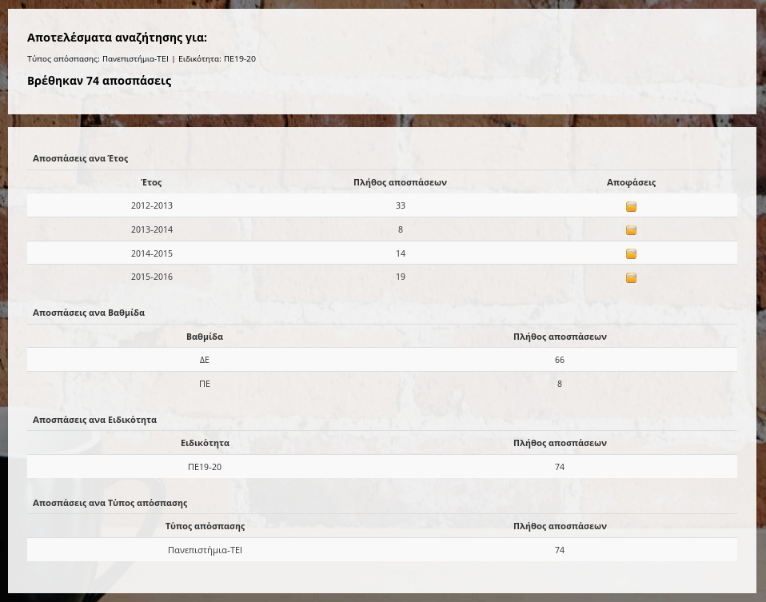 Αποτελέσματα αναζήτησης για:
Τύπος απόσπασης: Πανεπιστήμια-ΤΕΙ | Ειδικότητα: ΠΕ19-20
Βρέθηκαν 74 αποσπάσεις
Αποσπάσεις ανα Έτος
Έτος Πλήθος αποσπάσεων Αποφάσεις
2012-2013 33
2013-2014 8
2014-2015 14
2015-2016 19
Αποσπάσεις ανα Βαθμίδα
Βαθμίδα Πλήθος αποσπάσεων
ΔΕ 66
ΠΕ 8
Αποσπάσεις ανα Ειδικότητα
Ειδικότητα Πλήθος αποσπάσεων
ΠΕ19-20 74
Αποσπάσεις ανα Τύπος απόσπασης
Τύπος απόσπασης Πλήθος αποσπάσεων
Πανεπιστήμια-ΤΕΙ 74